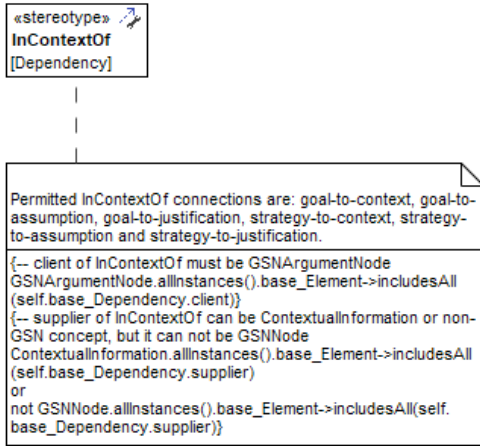 «stereotype»
InContextOf
[Dependency]
Permitted InContextOf connections are: goal-to-context, goal-to-
assumption, goal-to-justification, strategy-to-context, strategy-
to-assumption and strategy-to-justification.
{-- client of InContextOf must be GSNArgumentNode
GSNArgumentNode.allInstances().base_Element->includesAll
(self.base_Dependency.client)}
{-- supplier of InContextOf can be ContextualInformation or non-
GSN concept, but it can not be GSNNode
ContextualInformation.allInstances().base_Element->includesAll
(self.base_Dependency.supplier)
or
not GSNNode.allInstances().base_Element->includesAll(self.
base_Dependency.supplier)}